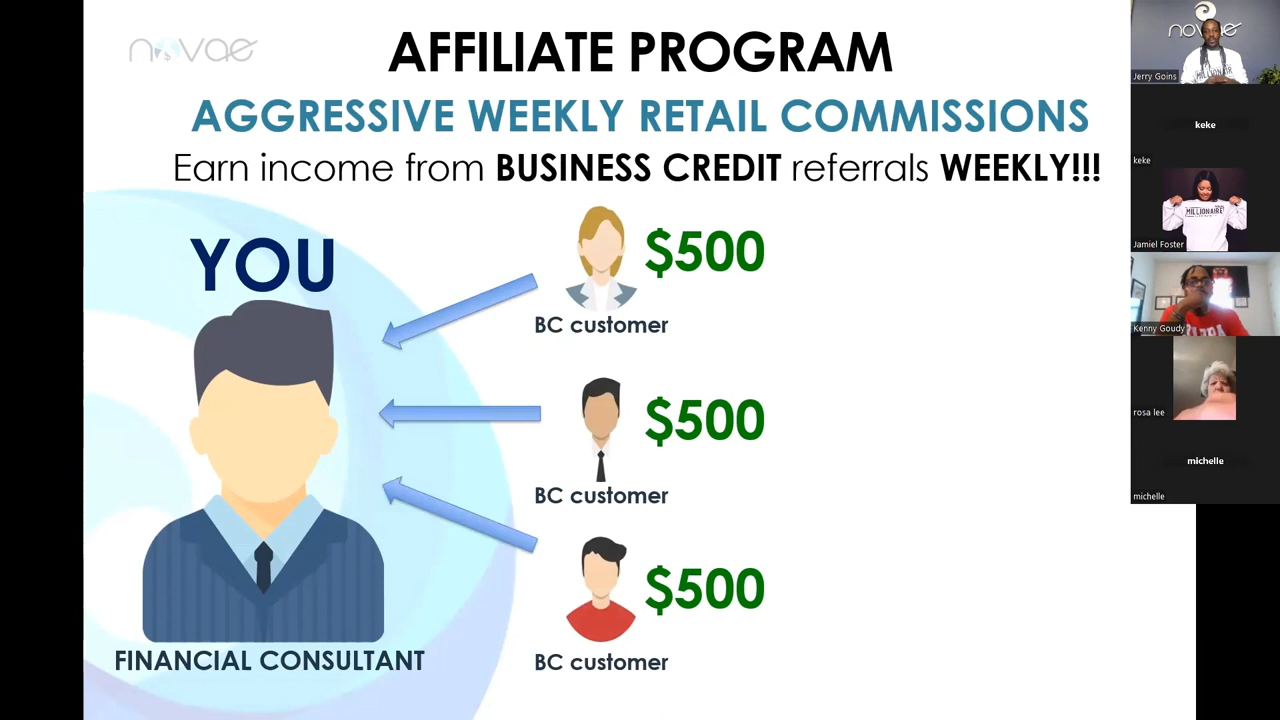 novae
AFFILIATE PROGRAM
AGGRESSIVE WEEKLY RETAIL COMMISSIONS
Earn income from BUSINESS CREDIT referrals WEEKLY!!!
YOU
$500
BC customer
$500
BC customer
$500
BC customer
FINANCIAL CONSULTANT
novae
Jerry Goins
keke
keke
MILLIONAIRE
Jamiel Foster
Kenny Goudy
rosa lee
michelle
michelle